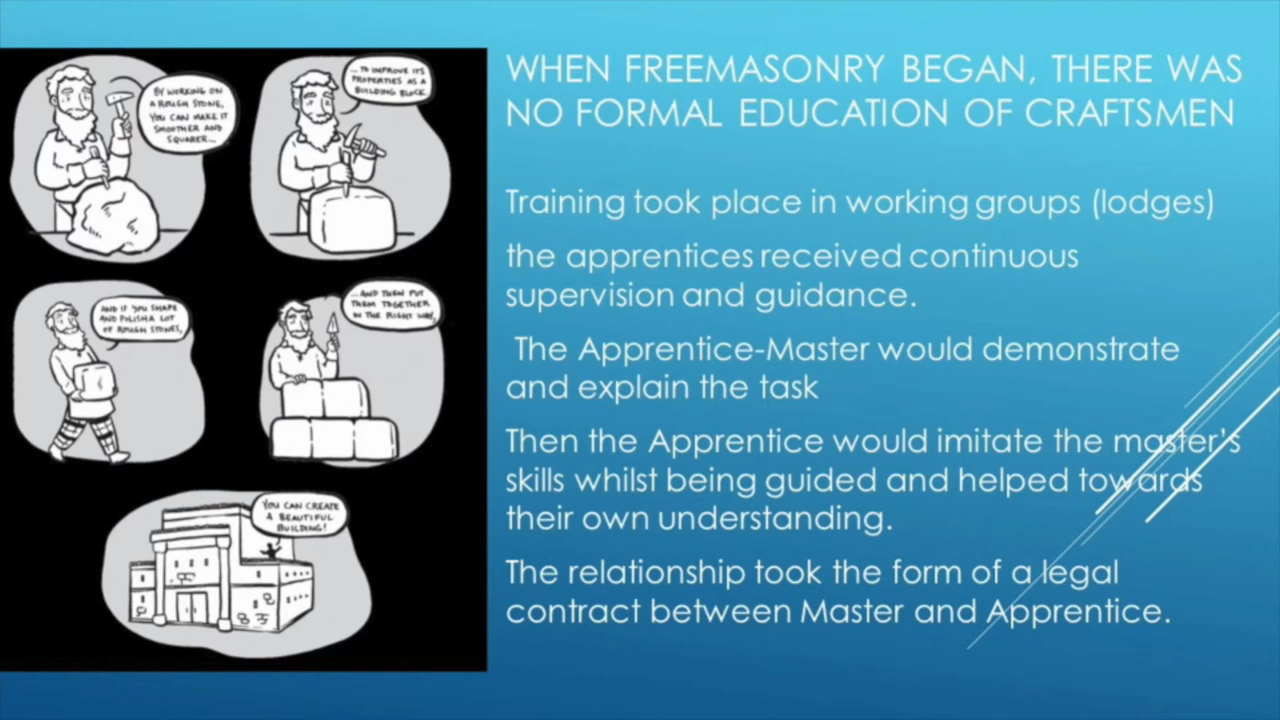 BY WORKING ON
A ROUGH STONE,
YOU CAN MAKE IT
SMOOTHER AND
SQUARER...
... TO IMPROVE ITS
PROPERTIES AS A
BUILDING BLOCK.
AND IF YOU SHAPE
AND POLISH A LOT
OF ROUGH STONES,
...AND THEN PUT
THEM TOGETHER
IN THE RIGHT WAY,
YOU CAN CREATE
A BEAUTIFUL
BUILDING!
WHEN FREEMASONRY BEGAN, THERE WAS
NO FORMAL EDUCATION OF CRAFTSMEN
Training took place in working groups (lodges)
the apprentices received continuous
supervision and guidance.
The Apprentice-Master would demonstrate
and explain the task
Then the Apprentice would imitate the master's
skills whilst being guided and helped towards
their own understanding.
The relationship took the form of a legal
contract between Master and Apprentice.